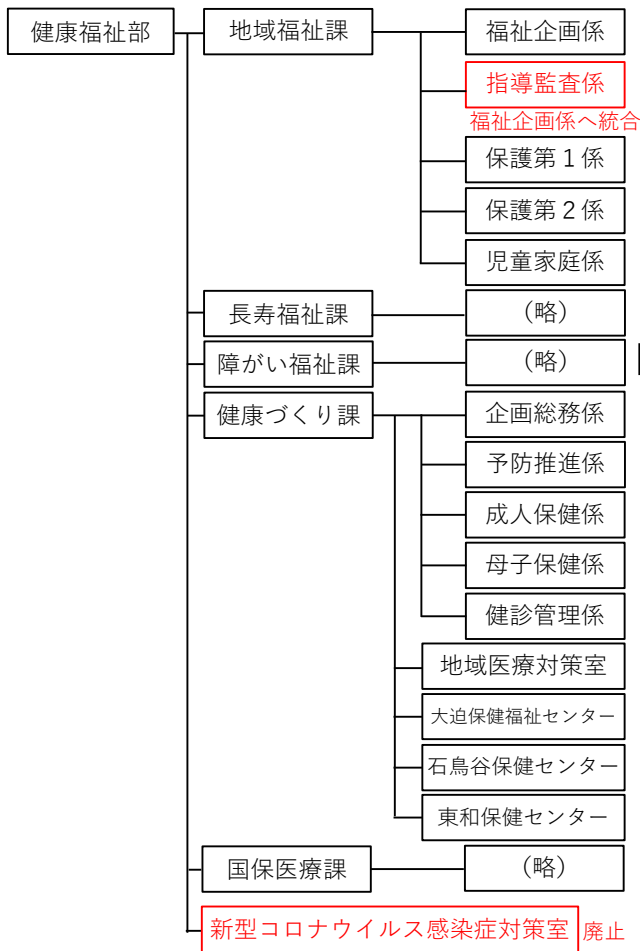 健康福祉部
地域福祉課
福祉企画係
指導監査係
福祉企画係へ統合
保護第１係
保護第２係
児童家庭係
長寿福祉課
（略）
障がい福祉課
（略）
健康づくり課
企画総務係
予防推進係
成人保健係
母子保健係
健診管理係
地域医療対策室
大迫保健福祉センター
石鳥谷保健センター
東和保健センター
国保医療課
（略）
新型コロナウイルス感染症対策室
廃止